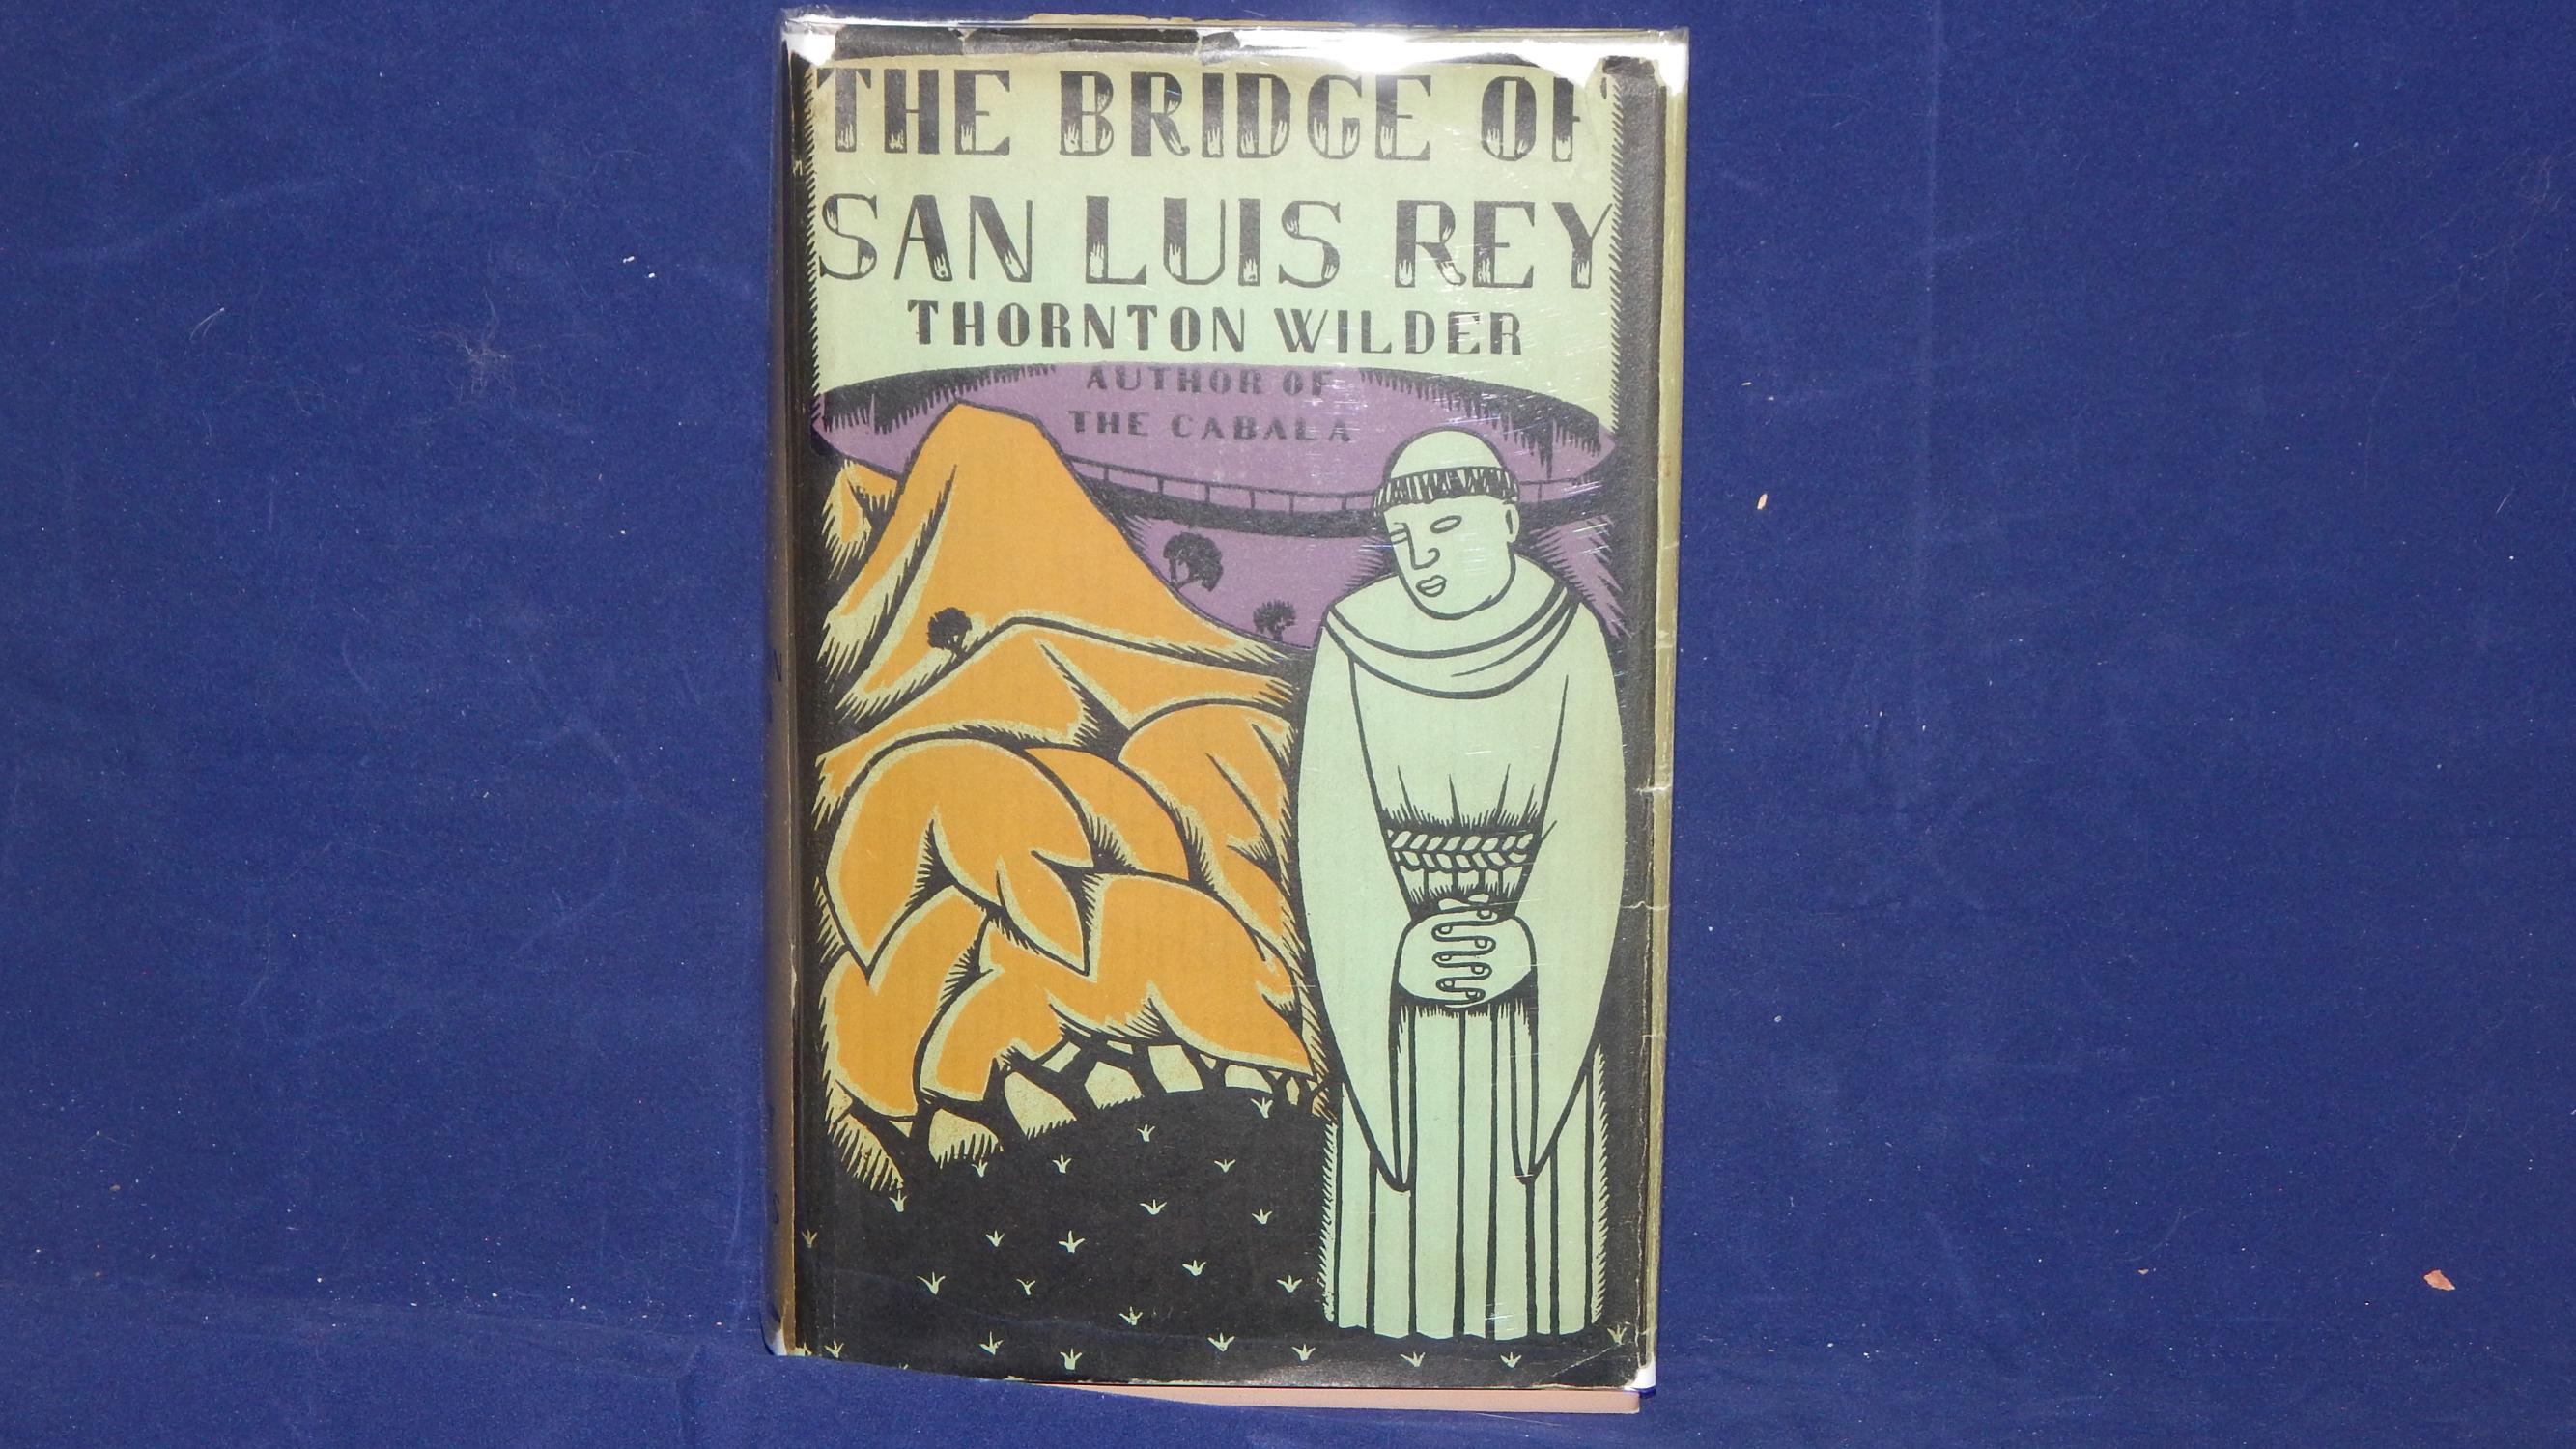 THE BRIDGE OF
SAN LUIS REY
THORNTON WILDER
AUTHOR OF
THE CABALA